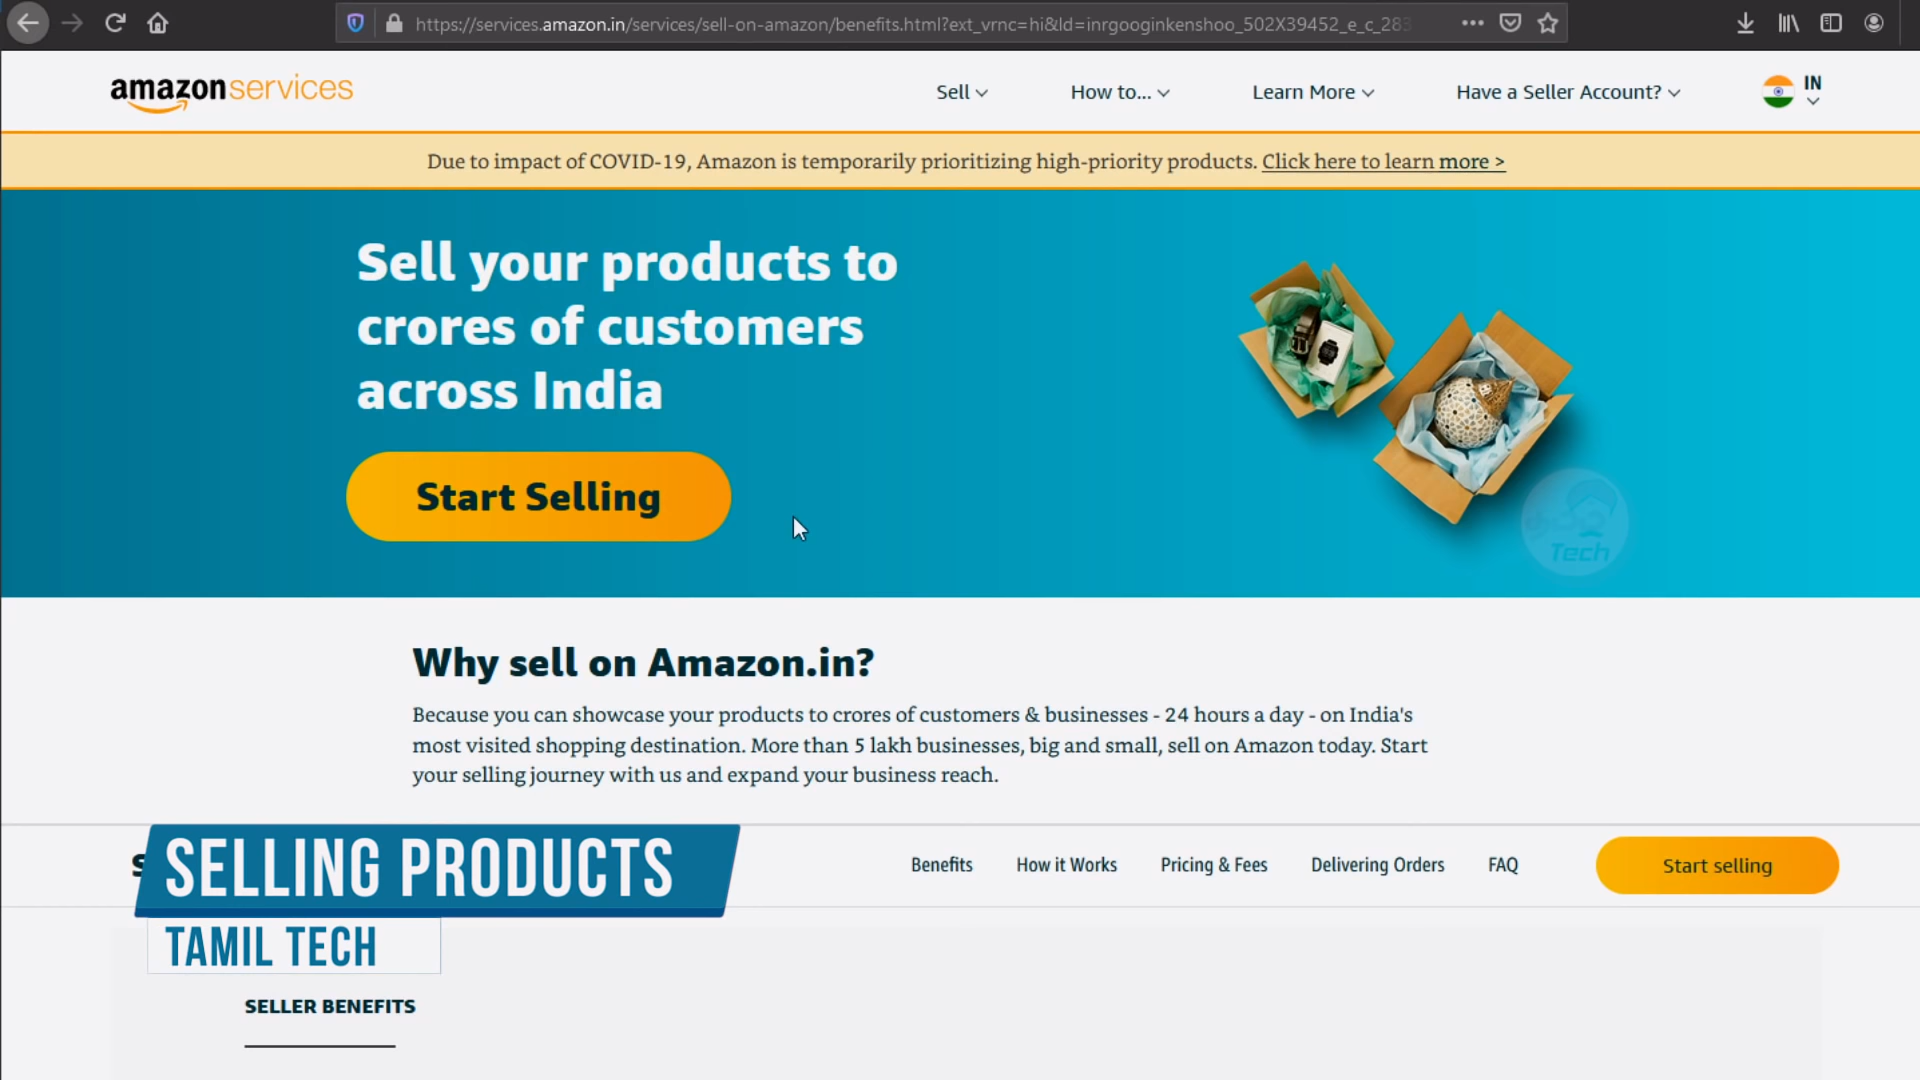 https://services.amazon.in/services/sell-on-amazon/benefits.html?ext_vrnc=hi&ld=inrgooginkenshoo_502X39452_e_c_283
amazonservices
Sell
How to...
Learn More
Have a Seller Account?
IN
Due to impact of COVID-19, Amazon is temporarily prioritizing high-priority products. Click here to learn more >
Sell your products to
crores of customers
across India
Start Selling
Tech
Why sell on Amazon.in?
Because you can showcase your products to crores of customers & businesses - 24 hours a day - on India's
most visited shopping destination. More than 5 lakh businesses, big and small, sell on Amazon today. Start
your selling journey with us and expand your business reach.
SELLING PRODUCTS
Benefits
How it Works
Pricing & Fees
Delivering Orders
FAQ
Start selling
TAMIL TECH
SELLER BENEFITS